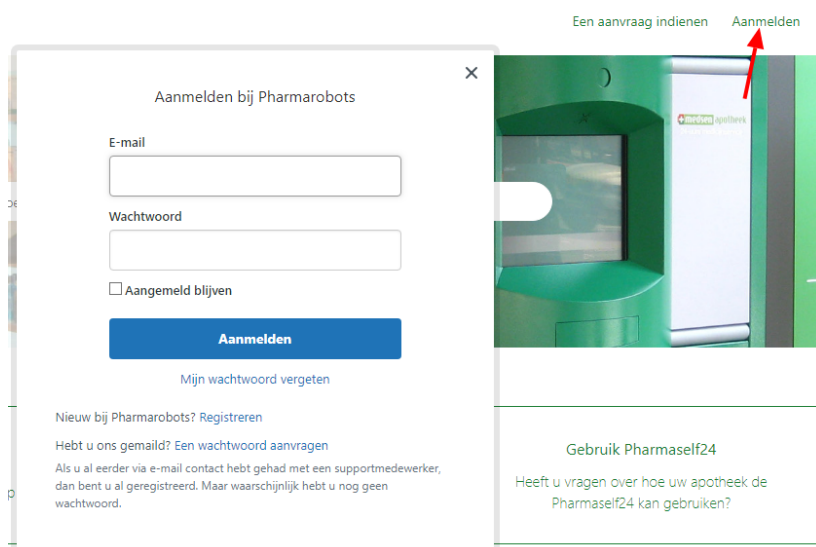 Een aanvraag indienen Aanmelden
Aanmelden bij Pharmarobots
E-mail
Wachtwoord
Aangemeld blijven
Aanmelden
Mijn wachtwoord vergeten
Nieuw bij Pharmarobots? Registreren
Hebt u ons gemaild? Een wachtwoord aanvragen
Als u al eerder via e-mail contact hebt gehad met een supportmedewerker,
dan bent u al geregistreerd. Maar waarschijnlijk hebt u nog geen
wachtwoord.
medsen apotheek
Gebruik Pharmaself24
Heeft u vragen over hoe uw apotheek de
Pharmaself24 kan gebruiken?